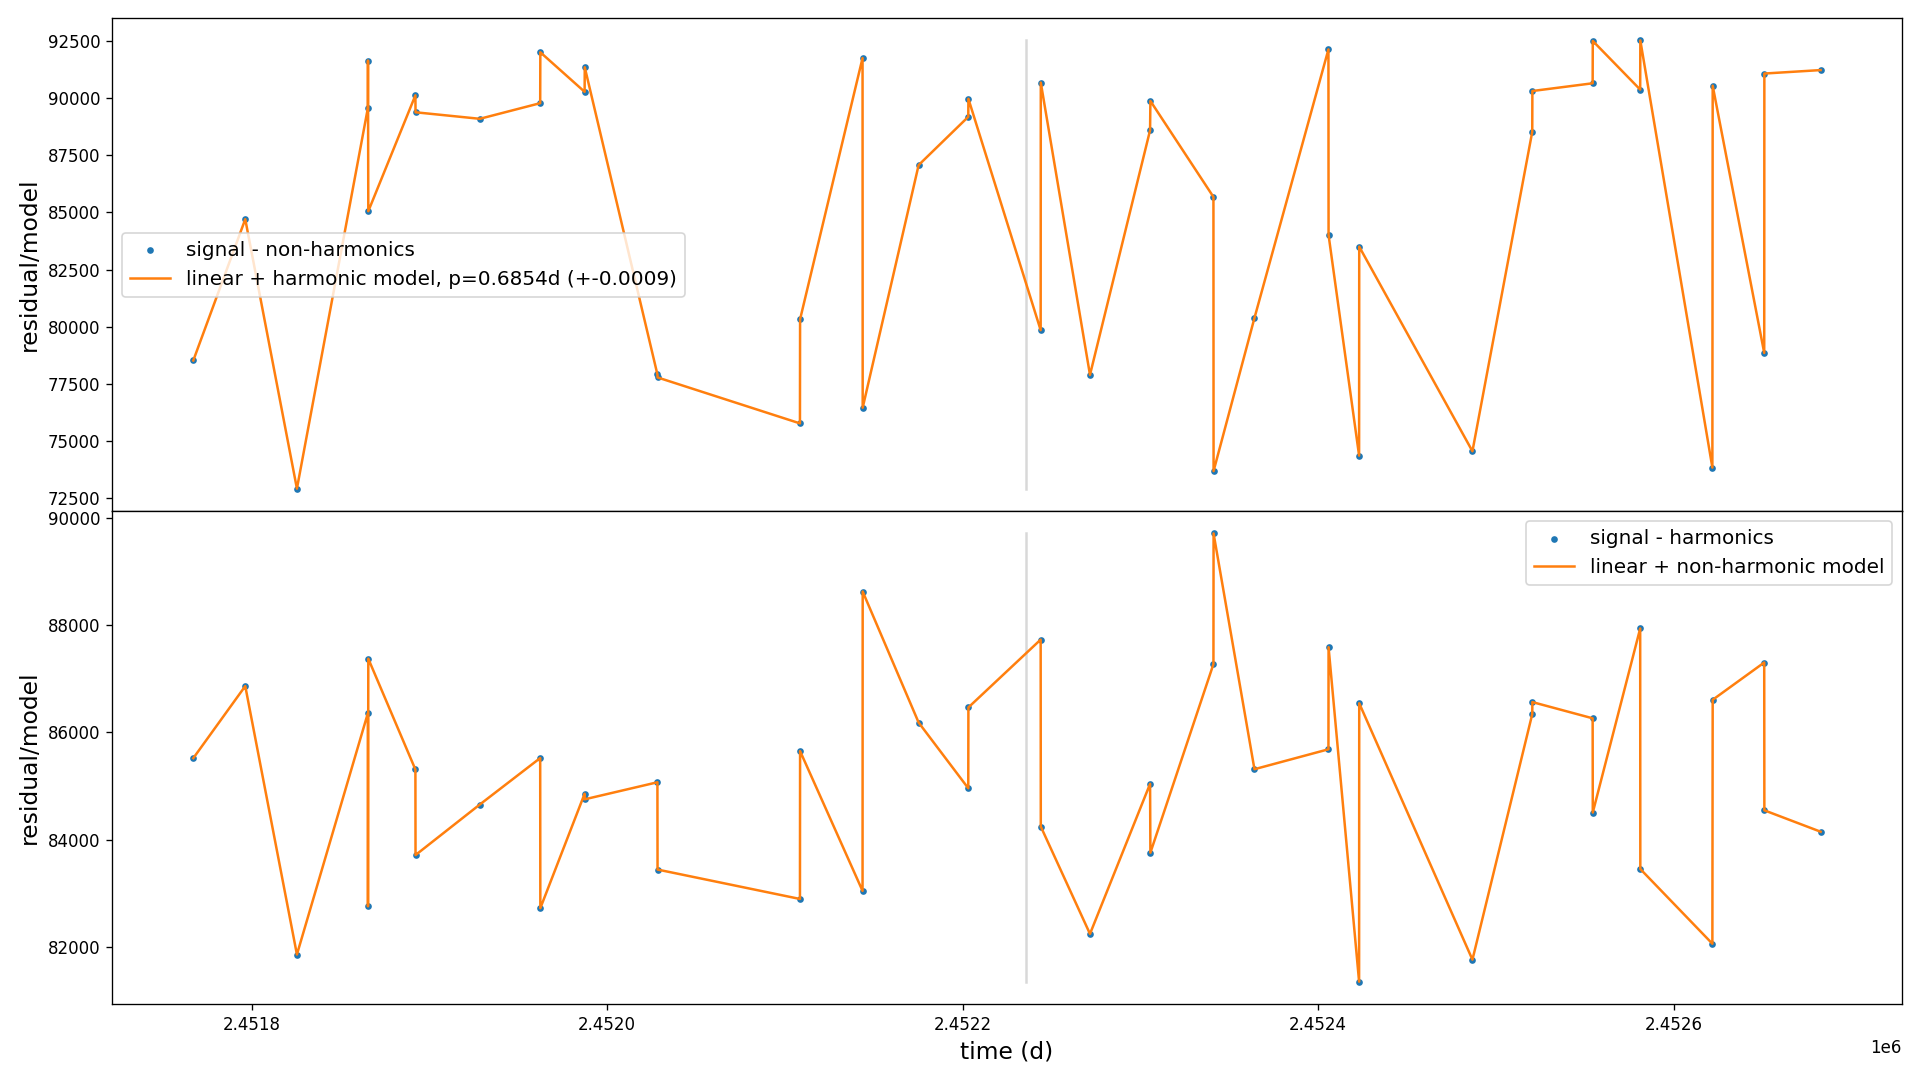 92500
90000
87500
85000
82500
80000
77500
75000
72500
residual/model
signal - non-harmonics
linear + harmonic model, p=0.6854d (+-0.0009)
90000
88000
86000
84000
82000
residual/model
signal - harmonics
linear + non-harmonic model
2.4518 2.4520 2.4522 2.4524 2.4526
1e6
time (d)